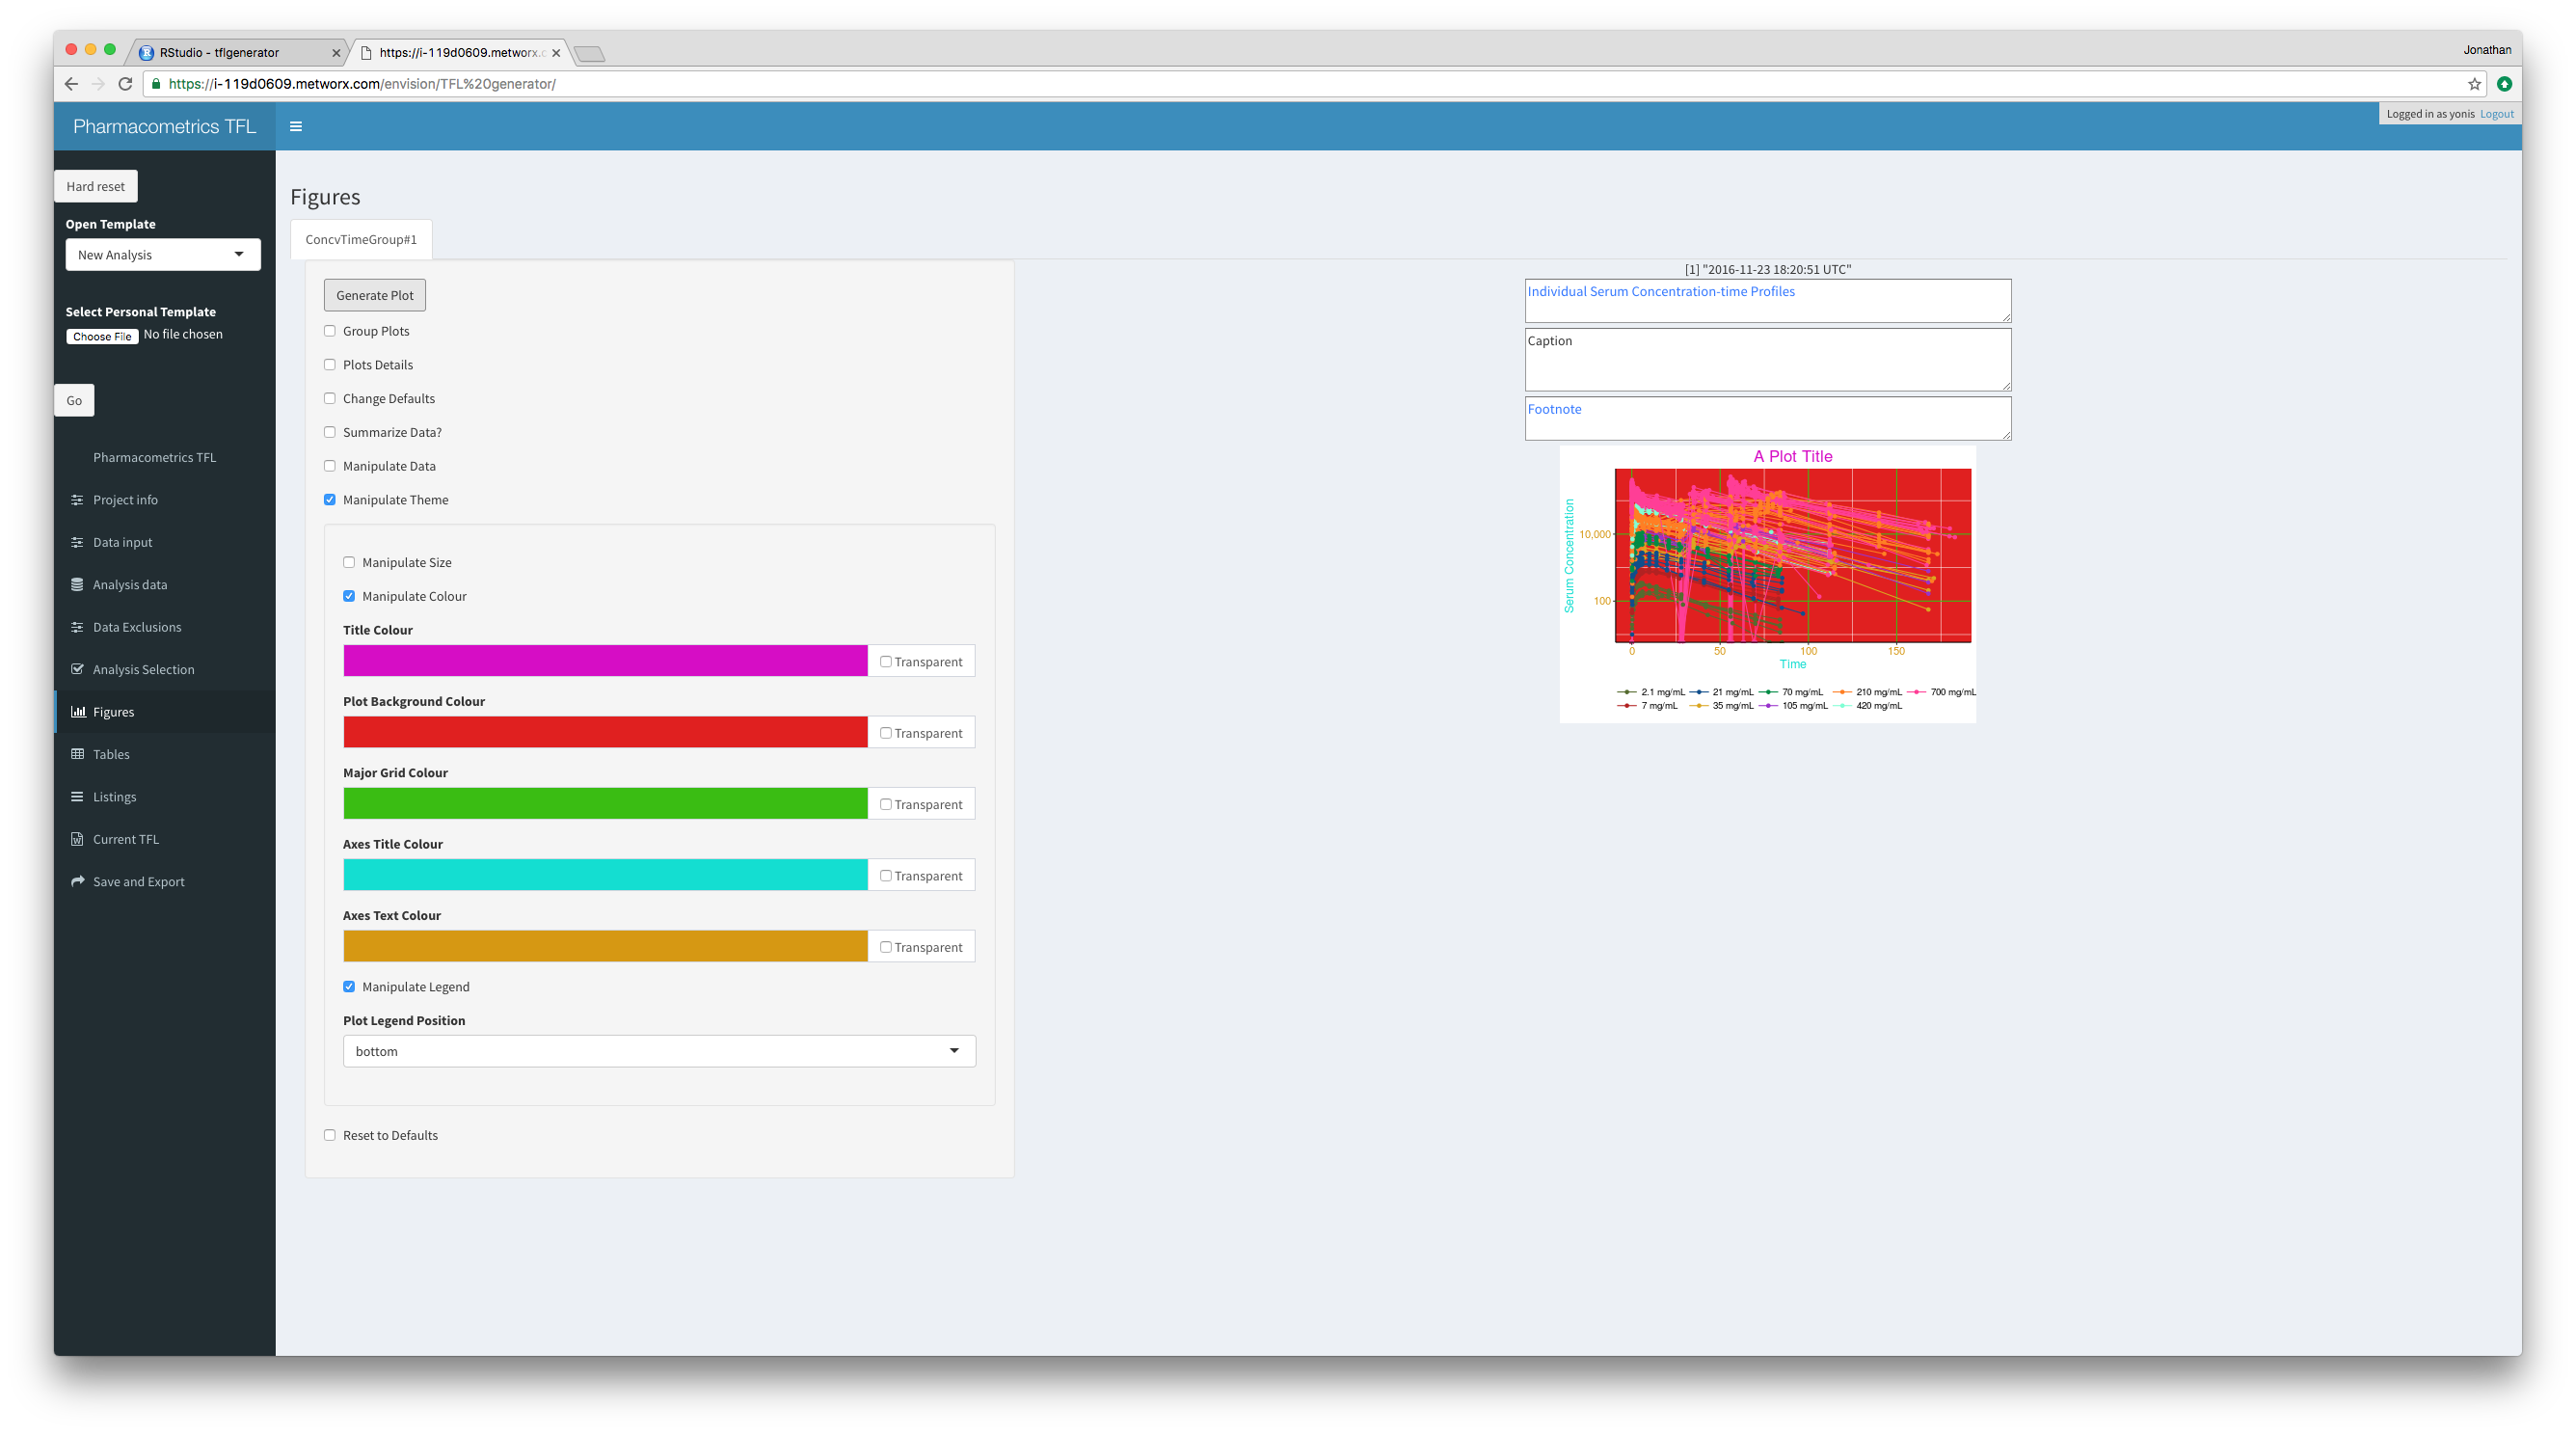 RStudio - tflgenerator
https://i-119d0609.metworx.c
Jonathan
https://i-119d0609.metworx.com/envision/TFL%20generator/
Pharmacometrics TFL
Logged in as yonis Logout
Hard reset
Open Template
New Analysis
Select Personal Template
Choose File No file chosen
Go
Pharmacometrics TFL
Project info
Data input
Analysis data
Data Exclusions
Analysis Selection
Figures
Tables
Listings
Current TFL
Save and Export
Figures
ConcvTimeGroup#1
Generate Plot
Group Plots
Plots Details
Change Defaults
Summarize Data?
Manipulate Data
Manipulate Theme
Manipulate Size
Manipulate Colour
Title Colour
Transparent
Plot Background Colour
Transparent
Major Grid Colour
Transparent
Axes Title Colour
Transparent
Axes Text Colour
Transparent
Manipulate Legend
Plot Legend Position
bottom
Reset to Defaults
[1] "2016-11-23 18:20:51 UTC"
Individual Serum Concentration-time Profiles
Caption
Footnote
A Plot Title
Serum Concentration
10,000
100
0 50 100 150
Time
2.1 mg/mL 21 mg/mL 70 mg/mL 210 mg/mL 700 mg/mL
7 mg/mL 35 mg/mL 105 mg/mL 420 mg/mL